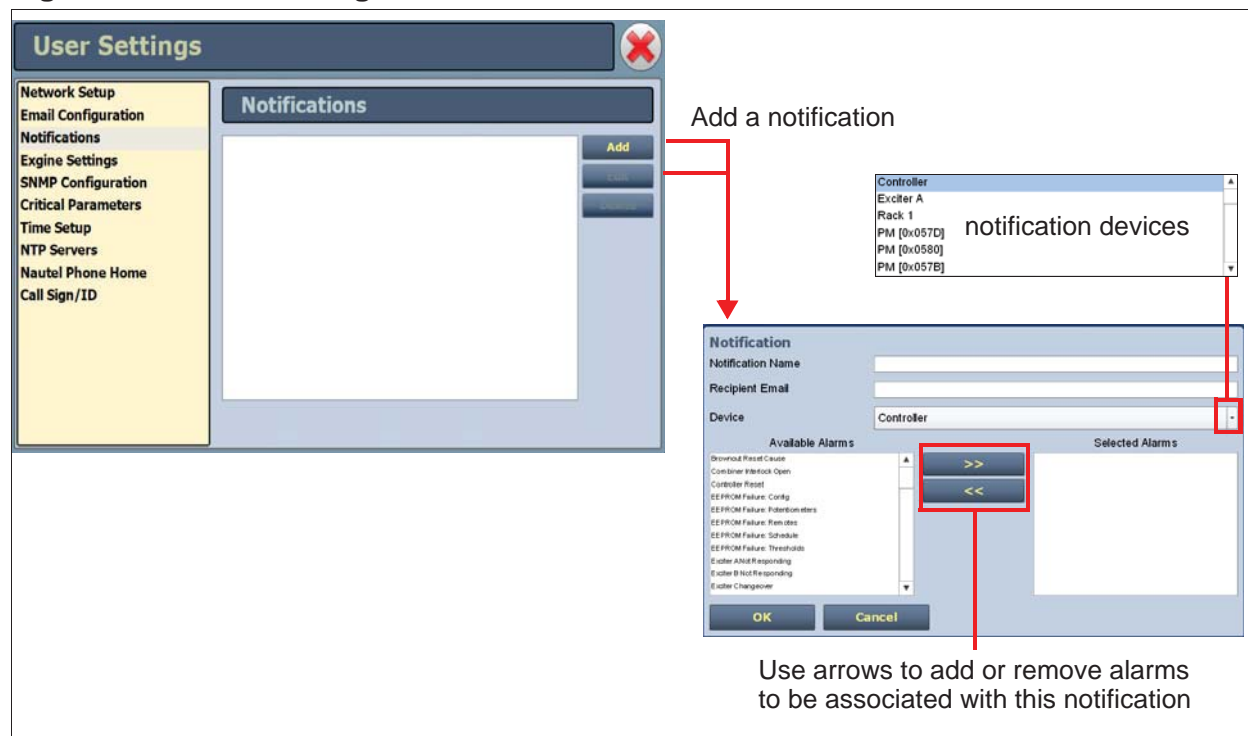 User Settings
Network Setup
Email Configuration
Notifications
Exgine Settings
SNMP Configuration
Critical Parameters
Time Setup
NTP Servers
Nautel Phone Home
Call Sign/ID
Notifications
Add
Edit
Delete
Add a notification
Controller
Exciter A
Rack 1
PM [0x057D]
PM [0x0580]
PM [0x057B]
notification devices
Notification
Notification Name
Recipient Email
Device
Controller
Available Alarms
Brownout Reset Cause
Combiner Interlock Open
Controller Reset
EEPROM Failure: Config
EEPROM Failure: Potentiometers
EEPROM Failure: Remotes
EEPROM Failure: Schedule
EEPROM Failure: Thresholds
Exciter A Not Responding
Exciter B Not Responding
Exciter Changeover
>>
<<
Selected Alarms
OK
Cancel
Use arrows to add or remove alarms
to be associated with this notification